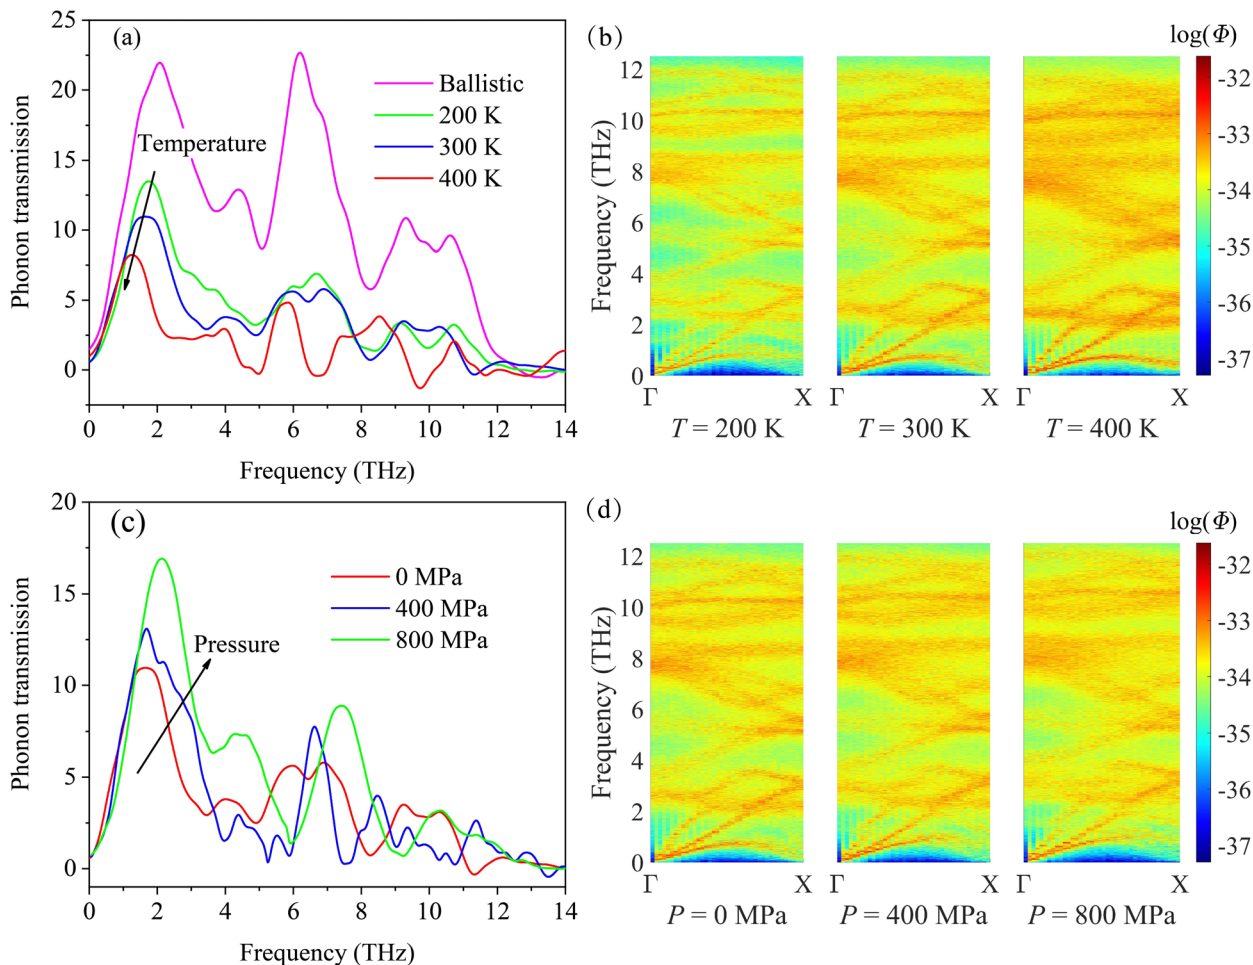 (a)
25
20
15
10
5
0
Phonon transmission
Ballistic
200 K
300 K
400 K
Temperature
0 2 4 6 8 10 12 14
Frequency (THz)
(b)
log(Φ)
12
10
8
6
4
2
0
Frequency (THz)
Γ X Γ X Γ X
T = 200 K T = 300 K T = 400 K
-32
-33
-34
-35
-36
-37
(c)
20
15
10
5
0
Phonon transmission
0 MPa
400 MPa
800 MPa
Pressure
0 2 4 6 8 10 12 14
Frequency (THz)
(d)
log(Φ)
12
10
8
6
4
2
0
Frequency (THz)
Γ X Γ X Γ X
P = 0 MPa P = 400 MPa P = 800 MPa
-32
-33
-34
-35
-36
-37